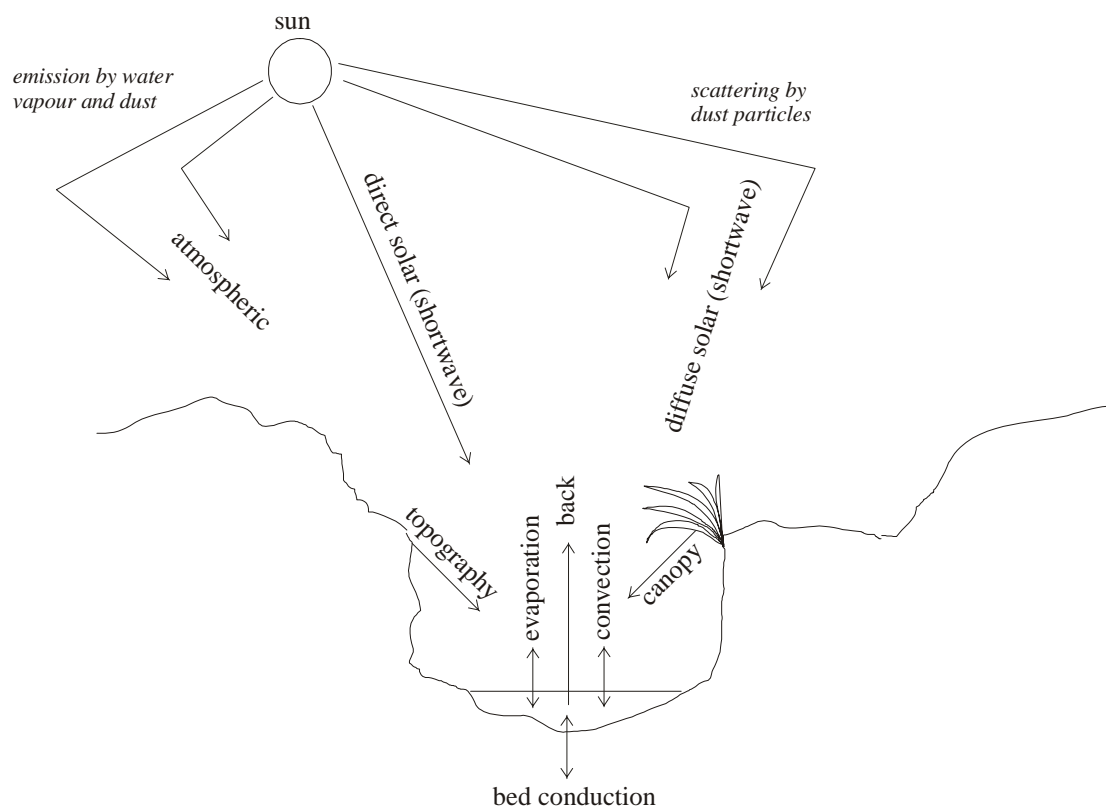 sun
emission by water
vapour and dust
scattering by
dust particles
atmospheric
direct solar (shortwave)
diffuse solar (shortwave)
topography
evaporation
back
convection
canopy
bed conduction